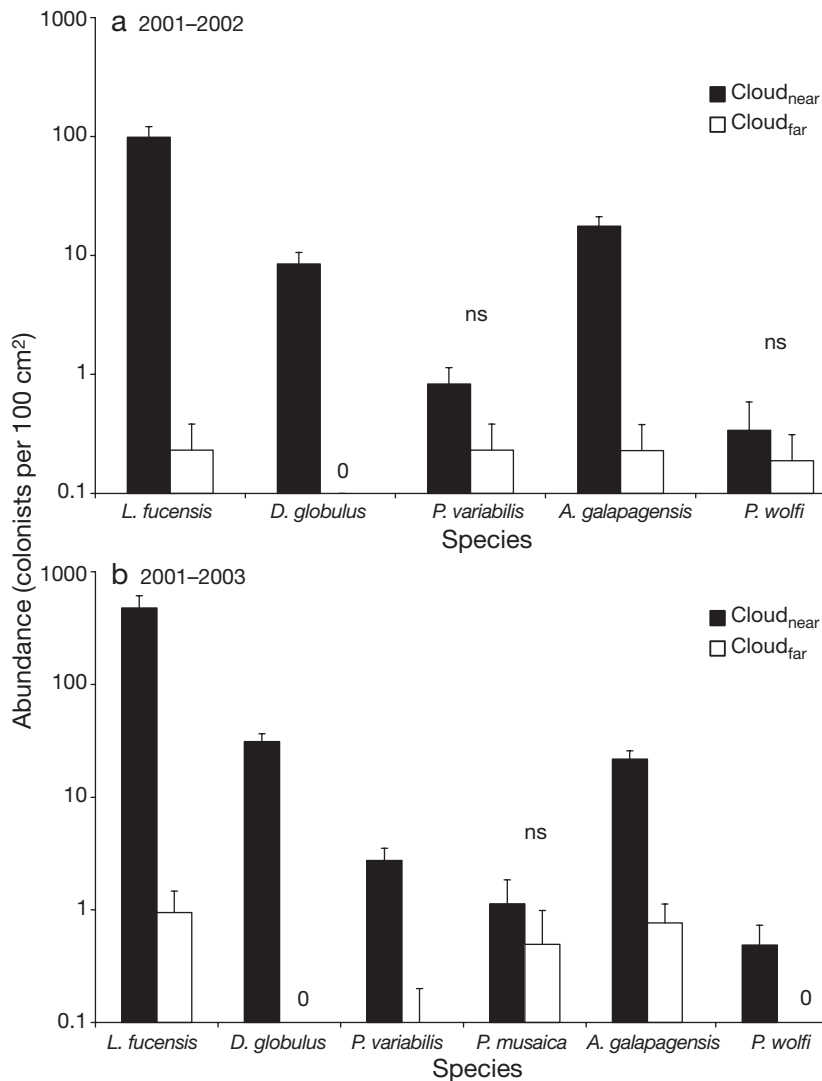 Abundance (colonists per 100 cm²)
a 2001–2002
1000
100
10
1
0.1
Cloudnear
Cloudfar
0
ns
ns
L. fucensis D. globulus P. variabilis A. galapagensis P. wolfi
Species
b 2001–2003
1000
100
10
1
0.1
Cloudnear
Cloudfar
0
ns
0
L. fucensis D. globulus P. variabilis P. musaica A. galapagensis P. wolfi
Species